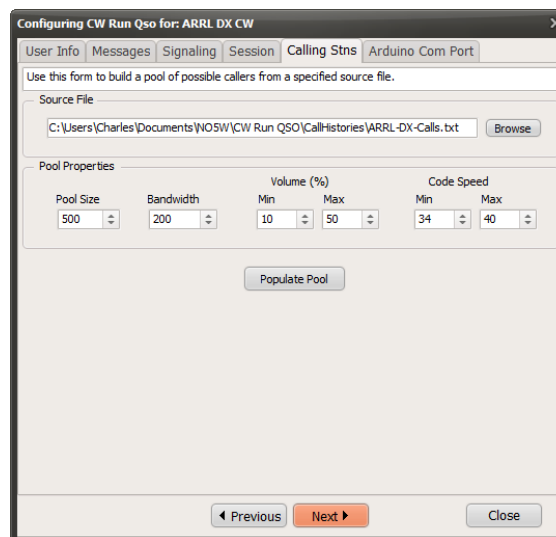 Configuring CW Run Qso for: ARRL DX CW
User Info Messages Signaling Session Calling Stns Arduino Com Port
Use this form to build a pool of possible callers from a specified source file.
Source File
C:\Users\Charles\Documents\NO5W\CW Run QSO\CallHistories\ARRL-DX-Calls.txt Browse
Pool Properties
Volume (%) Code Speed
Pool Size Bandwidth Min Max Min Max
500 200 10 50 34 40
Populate Pool
Previous Next Close